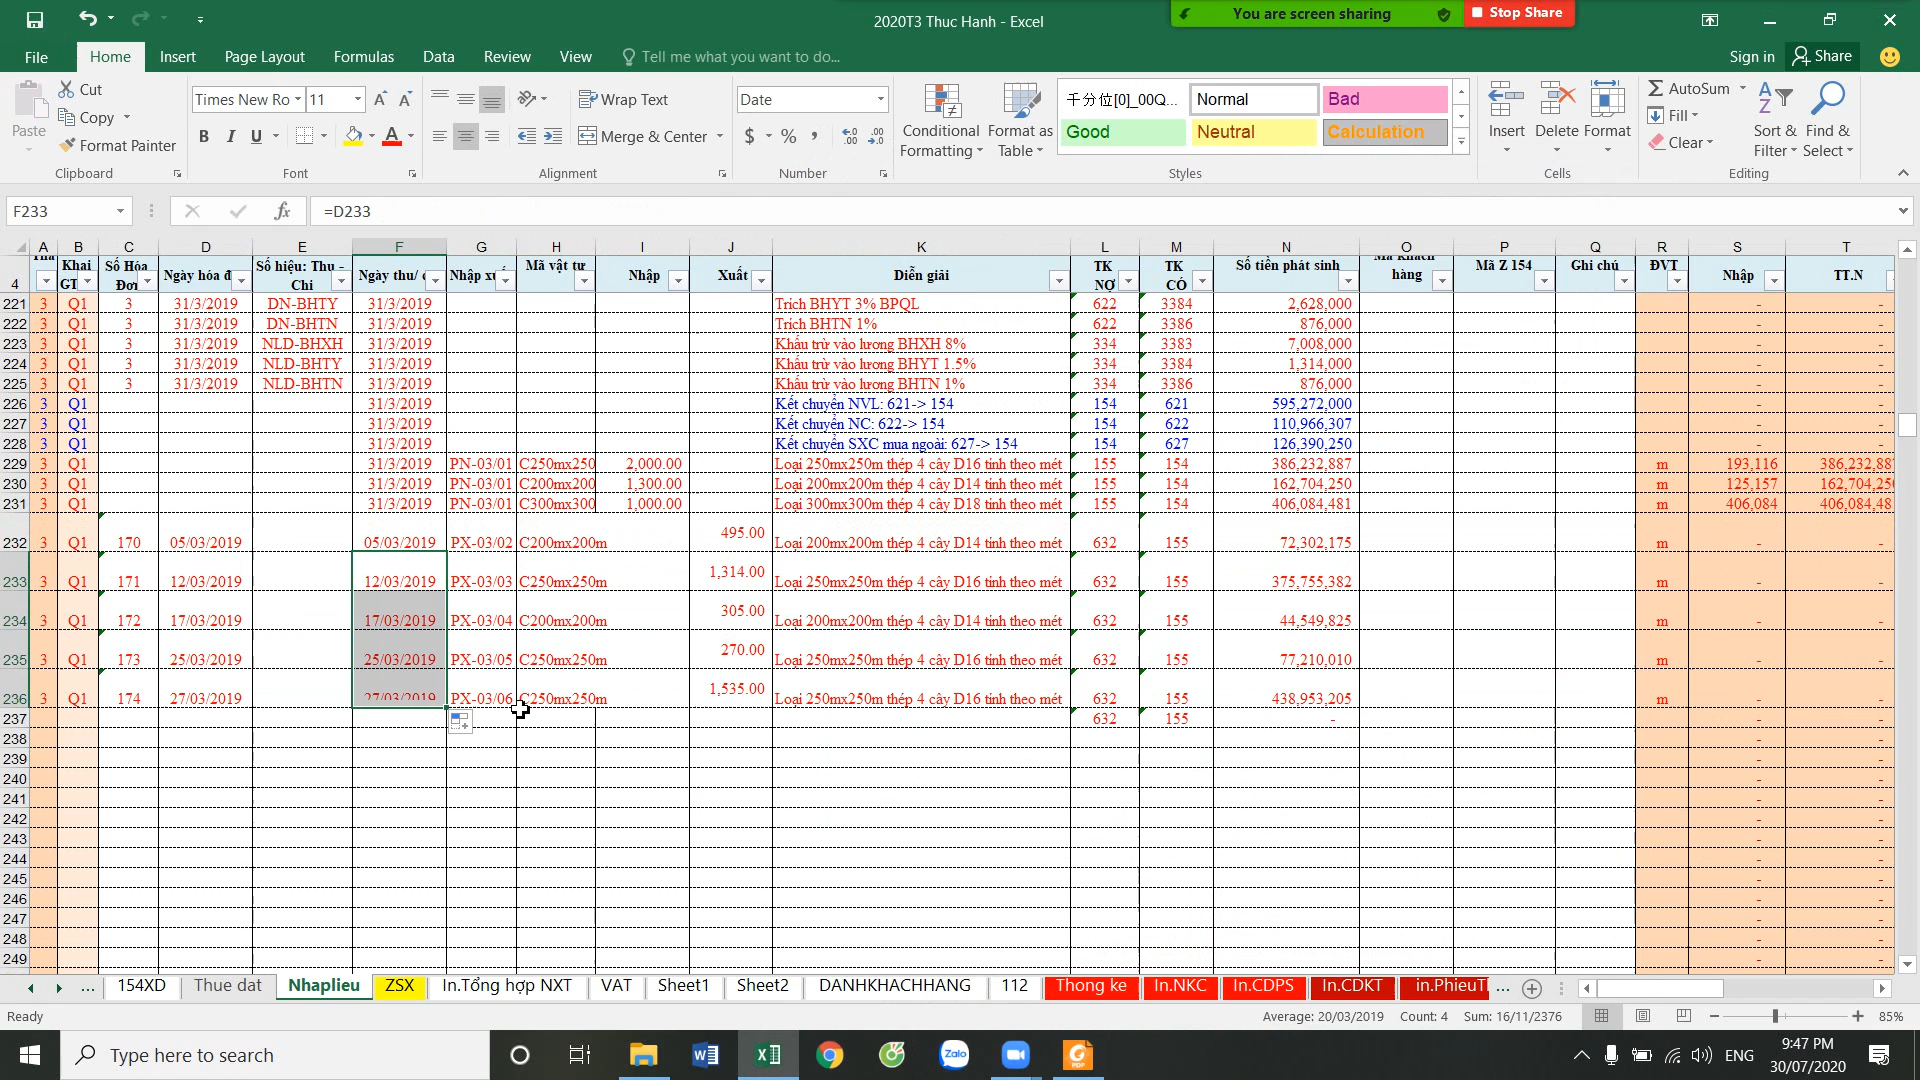 2020T3 Thuc Hanh - Excel
You are screen sharing
Stop Share
File Home Insert Page Layout Formulas Data Review View Tell me what you want to do... Sign in Share
Paste
Cut
Copy
Format Painter
Clipboard
Times New Ro 11
B I U
Font
Wrap Text
Merge & Center
Alignment
Date
$ % ,
Number
Conditional Formatting
Format as Table
千分位[0]_00Q... Normal Bad
Good Neutral Calculation
Styles
Insert Delete Format
Cells
AutoSum
Fill
Clear
Sort & Filter
Find & Select
Editing
F233 fx =D233
A B C D E F G H I J K L M N O P Q R S T
4 Khai GT Số Hóa Đơn Ngày hóa đ Số hiệu: Thu - Chi Ngày thu/ Nhập xu Mã vật tư Nhập Xuất Diễn giải TK NỢ TK CÓ Số tiền phát sinh Mã khách hàng Mã Z 154 Ghi chú ĐVT Nhập TT.N
221 3 Q1 3 31/3/2019 DN-BHTY 31/3/2019 Trich BHYT 3% BPQL 622 3384 2,628,000 - -
222 3 Q1 3 31/3/2019 DN-BHTN 31/3/2019 Trich BHTN 1% 622 3386 876,000 - -
223 3 Q1 3 31/3/2019 NLD-BHXH 31/3/2019 Khấu trừ vào lương BHXH 8% 334 3383 7,008,000 - -
224 3 Q1 3 31/3/2019 NLD-BHTY 31/3/2019 Khấu trừ vào lương BHYT 1.5% 334 3384 1,314,000 - -
225 3 Q1 3 31/3/2019 NLD-BHTN 31/3/2019 Khấu trừ vào lương BHTN 1% 334 3386 876,000 - -
226 3 Q1 31/3/2019 Kết chuyển NVL: 621-> 154 154 621 595,272,000 - -
227 3 Q1 31/3/2019 Kết chuyển NC: 622-> 154 154 622 110,966,307 - -
228 3 Q1 31/3/2019 Kết chuyển SXC mua ngoài: 627-> 154 154 627 126,390,250 - -
229 3 Q1 31/3/2019 PN-03/01 C250mx250 2,000.00 Loại 250mx250m thép 4 cây D16 tinh theo mét 155 154 386,232,887 m 193,116 386,232,887
230 3 Q1 31/3/2019 PN-03/01 C200mx200 1,300.00 Loại 200mx200m thép 4 cây D14 tinh theo mét 155 154 162,704,250 m 125,157 162,704,250
231 3 Q1 31/3/2019 PN-03/01 C300mx300 1,000.00 Loại 300mx300m thép 4 cây D18 tinh theo mét 155 154 406,084,481 m 406,084 406,084,48
232 3 Q1 170 05/03/2019 05/03/2019 PX-03/02 C200mx200m 495.00 Loại 200mx200m thép 4 cây D14 tinh theo mét 632 155 72,302,175 m - -
233 3 Q1 171 12/03/2019 12/03/2019 PX-03/03 C250mx250m 1,314.00 Loại 250mx250m thép 4 cây D16 tinh theo mét 632 155 375,755,382 m - -
234 3 Q1 172 17/03/2019 17/03/2019 PX-03/04 C200mx200m 305.00 Loại 200mx200m thép 4 cây D14 tinh theo mét 632 155 44,549,825 m - -
235 3 Q1 173 25/03/2019 25/03/2019 PX-03/05 C250mx250m 270.00 Loại 250mx250m thép 4 cây D16 tinh theo mét 632 155 77,210,010 m - -
236 3 Q1 174 27/03/2019 27/03/2019 PX-03/06 C250mx250m 1,535.00 Loại 250mx250m thép 4 cây D16 tinh theo mét 632 155 438,953,205 m - -
237 632 155 - - -
238 - -
239 - -
240 - -
241 - -
242 - -
243 - -
244 - -
245 - -
246 - -
247 - -
248 - -
249 - -
... 154XD Thue dat Nhaplieu ZSX In.Tổng hợp NXT VAT Sheet1 Sheet2 DANHKHACHHANG 112 Thong ke In.NKC In.CDPS In.CDKT in.PhieuT ...
Ready Average: 20/03/2019 Count: 4 Sum: 16/11/2376 85%
Type here to search
Zalo
ENG
9:47 PM
30/07/2020